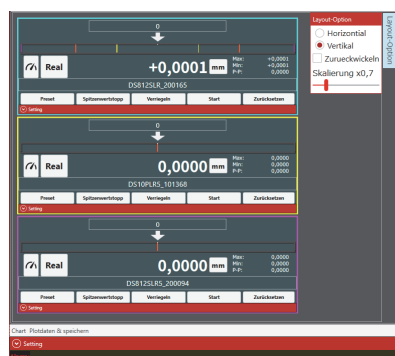 0
Real
+0,0001 mm
Max: +0,0001
Min: +0,0001
P-P: 0,0000
DS812SLR_200165
Preset Spitzenwertstopp Verriegeln Start Zurücksetzen
Setting
0
Real
0,0000 mm
Max: 0,0000
Min: 0,0000
P-P: 0,0000
DS10PLR5_101368
Preset Spitzenwertstopp Verriegeln Start Zurücksetzen
Setting
0
Real
0,0000 mm
Max: 0,0000
Min: 0,0000
P-P: 0,0000
DS812SLR5_200094
Preset Spitzenwertstopp Verriegeln Start Zurücksetzen
Setting
Layout-Option
Horizontal
Vertikal
Zurueckwickeln
Skalierung x0,7
Layout-Option
Chart Plotdaten & speichern
Setting